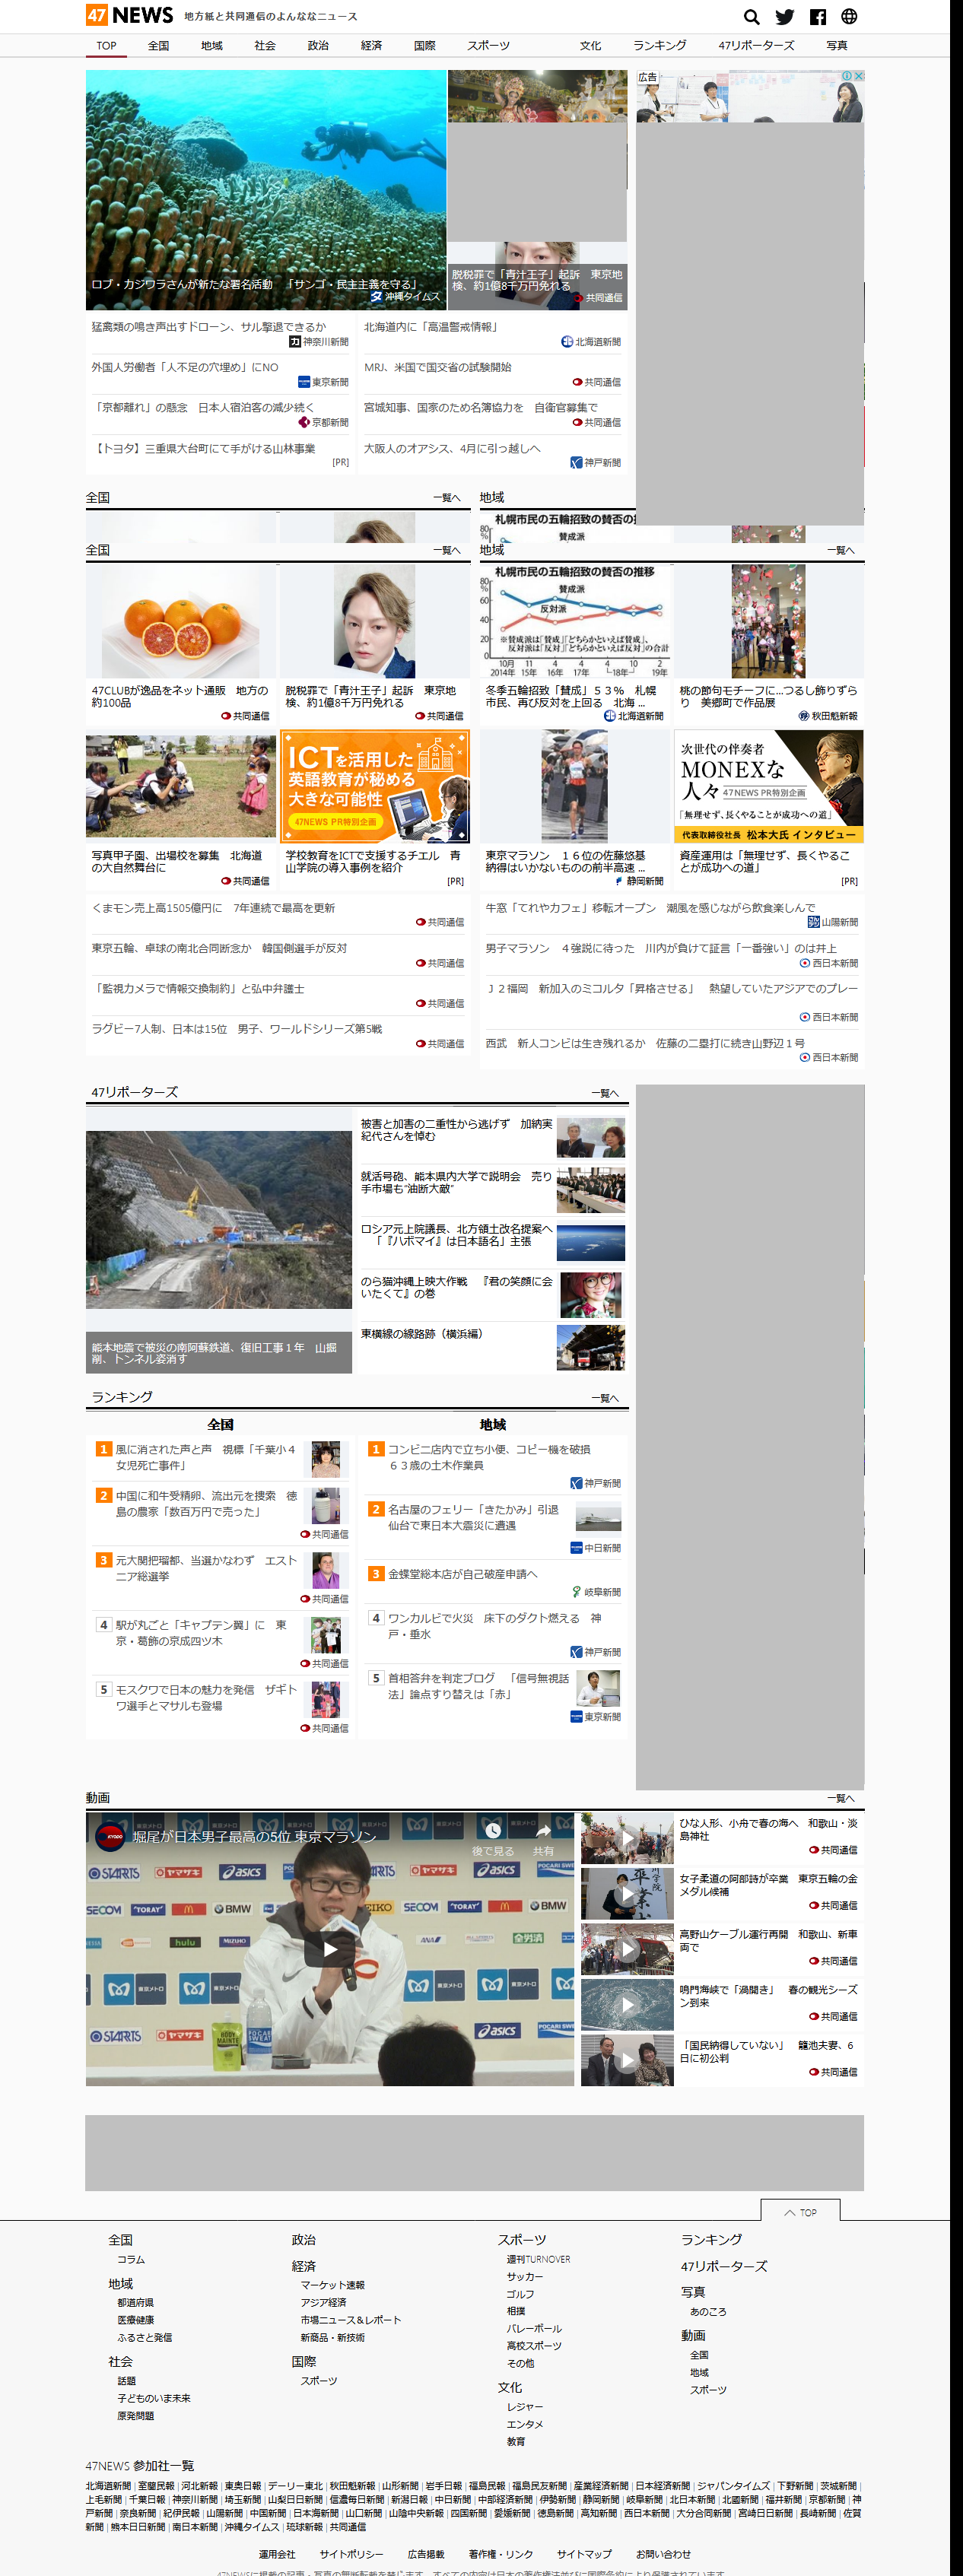 47 NEWS 地方紙と共同通信のよんななニュース
TOP 全国 地域 社会 政治 経済 国際 スポーツ 文化 ランキング 47リポーターズ 写真
広告
ロブ・カジワラさんが新たな署名活動 「サンゴ・民主主義を守る」
沖縄タイムス
脱税罪で「青汁王子」起訴 東京地
検、約1億8千万円免れる
共同通信
猛禽類の鳴き声出すドローン、サル撃退できるか
神奈川新聞
外国人労働者「人不足の穴埋め」にNO
東京新聞
「京都離れ」の懸念 日本人宿泊客の減少続く
京都新聞
【トヨタ】三重県大台町にて手がける山林事業
[PR]
北海道内に「高温警戒情報」
北海道新聞
MRJ、米国で国交省の試験開始
共同通信
宮城知事、国家のため名簿協力を 自衛官募集で
共同通信
大阪人のオアシス、4月に引っ越しへ
神戸新聞
全国 一覧へ
地域
札幌市民の五輪招致の賛否の推
80%
賛成派
全国 一覧へ
47CLUBが逸品をネット通販 地方の
約100品
共同通信
脱税罪で「青汁王子」起訴 東京地
検、約1億8千万円免れる
共同通信
写真甲子園、出場校を募集 北海道
の大自然舞台に
共同通信
ICTを活用した
英語教育が秘める
大きな可能性
47NEWS PR特別企画
学校教育をICTで支援するチエル 青
山学院の導入事例を紹介
[PR]
くまモン売上高1505億円に 7年連続で最高を更新
共同通信
東京五輪、卓球の南北合同断念か 韓国側選手が反対
共同通信
「監視カメラで情報交換制約」と弘中弁護士
共同通信
ラグビー7人制、日本は15位 男子、ワールドシリーズ第5戦
共同通信
地域 一覧へ
札幌市民の五輪招致の賛否の推移
80%
60
40
20
0
賛成派
反対派
※賛成派は「賛成」「どちらかといえば賛成」、
反対派は「反対」「どちらかといえば反対」の合計
10月 11 4 4 4 10 2
2014年 15年 16年 17年 18年 19年
冬季五輪招致「賛成」５３% 札幌
市民、再び反対を上回る 北海 ...
北海道新聞
桃の節句モチーフに…つるし飾りずら
り 美郷町で作品展
秋田魁新報
東京マラソン １６位の佐藤悠基
納得はいかないものの前半高速 ...
静岡新聞
次世代の伴奏者
MONEXな
人々
47NEWS PR特別企画
「無理せず、長くやることが成功への道」
代表取締役社長 松本大氏 インタビュー
資産運用は「無理せず、長くやるこ
とが成功への道」
[PR]
牛窓「てれやカフェ」移転オープン 潮風を感じながら飲食楽しんで
山陽新聞
男子マラソン ４強説に待った 川内が負けて証言「一番強い」のは井上
西日本新聞
Ｊ２福岡 新加入のミコルタ「昇格させる」 熱望していたアジアでのプレー
西日本新聞
西武 新人コンビは生き残れるか 佐藤の二塁打に続き山野辺１号
西日本新聞
47リポーターズ 一覧へ
熊本地震で被災の南阿蘇鉄道、復旧工事１年 山掘
削、トンネル姿消す
被害と加害の二重性から逃げず 加納実
紀代さんを悼む
就活号砲、熊本県内大学で説明会 売り
手市場も“油断大敵”
ロシア元上院議長、北方領土改名提案へ
「『ハボマイ』は日本語名」主張
のら猫沖縄上映大作戦 『君の笑顔に会
いたくて』の巻
東横線の線路跡（横浜編）
ランキング 一覧へ
全国
1 風に消された声と声 視標「千葉小４
女児死亡事件」
2 中国に和牛受精卵、流出元を捜索 徳
島の農家「数百万円で売った」
共同通信
3 元大関把瑠都、当選かなわず エスト
ニア総選挙
共同通信
4 駅が丸ごと「キャプテン翼」に 東
京・葛飾の京成四ツ木
共同通信
5 モスクワで日本の魅力を発信 ザギト
ワ選手とマサルも登場
共同通信
地域
1 コンビニ店内で立ち小便、コピー機を破損
６３歳の土木作業員
神戸新聞
2 名古屋のフェリー「きたかみ」引退
仙台で東日本大震災に遭遇
中日新聞
3 金蝶堂総本店が自己破産申請へ
岐阜新聞
4 ワンカルビで火災 床下のダクト燃える 神
戸・垂水
神戸新聞
5 首相答弁を判定ブログ 「信号無視話
法」論点すり替えは「赤」
東京新聞
動画 一覧へ
KYODO 堀尾が日本男子最高の5位 東京マラソン
後で見る 共有
STARTS ヤマザキ asics
SECOM TORAY BMW
hulu MIZUNO ANA
東京メトロ
POCARI SWEAT
BODY MAINTE
ひな人形、小舟で春の海へ 和歌山・淡
島神社
共同通信
女子柔道の阿部詩が卒業 東京五輪の金
メダル候補
共同通信
高野山ケーブル運行再開 和歌山、新車
両で
共同通信
鳴門海峡で「渦開き」 春の観光シーズ
ン到来
共同通信
「国民納得していない」 籠池夫妻、6
日に初公判
共同通信
TOP
全国
コラム
地域
都道府県
医療健康
ふるさと発信
社会
話題
子どものいま未来
原発問題
政治
経済
マーケット速報
アジア経済
市場ニュース＆レポート
新商品・新技術
国際
スポーツ
スポーツ
週刊TURNOVER
サッカー
ゴルフ
相撲
バレーボール
高校スポーツ
その他
文化
レジャー
エンタメ
教育
ランキング
47リポーターズ
写真
あのころ
動画
全国
地域
スポーツ
47NEWS 参加社一覧
北海道新聞 | 室蘭民報 | 河北新報 | 東奥日報 | デーリー東北 | 秋田魁新報 | 山形新聞 | 岩手日報 | 福島民報 | 福島民友新聞 | 産業経済新聞 | 日本経済新聞 | ジャパンタイムズ | 下野新聞 | 茨城新聞 |
上毛新聞 | 千葉日報 | 神奈川新聞 | 埼玉新聞 | 山梨日日新聞 | 信濃毎日新聞 | 新潟日報 | 中日新聞 | 中部経済新聞 | 伊勢新聞 | 静岡新聞 | 岐阜新聞 | 北日本新聞 | 北國新聞 | 福井新聞 | 京都新聞 | 神
戸新聞 | 奈良新聞 | 紀伊民報 | 山陽新聞 | 中国新聞 | 日本海新聞 | 山口新聞 | 山陰中央新報 | 四国新聞 | 愛媛新聞 | 徳島新聞 | 高知新聞 | 西日本新聞 | 大分合同新聞 | 宮崎日日新聞 | 長崎新聞 | 佐賀
新聞 | 熊本日日新聞 | 南日本新聞 | 沖縄タイムス | 琉球新報 | 共同通信
運用会社 サイトポリシー 広告掲載 著作権・リンク サイトマップ お問い合わせ